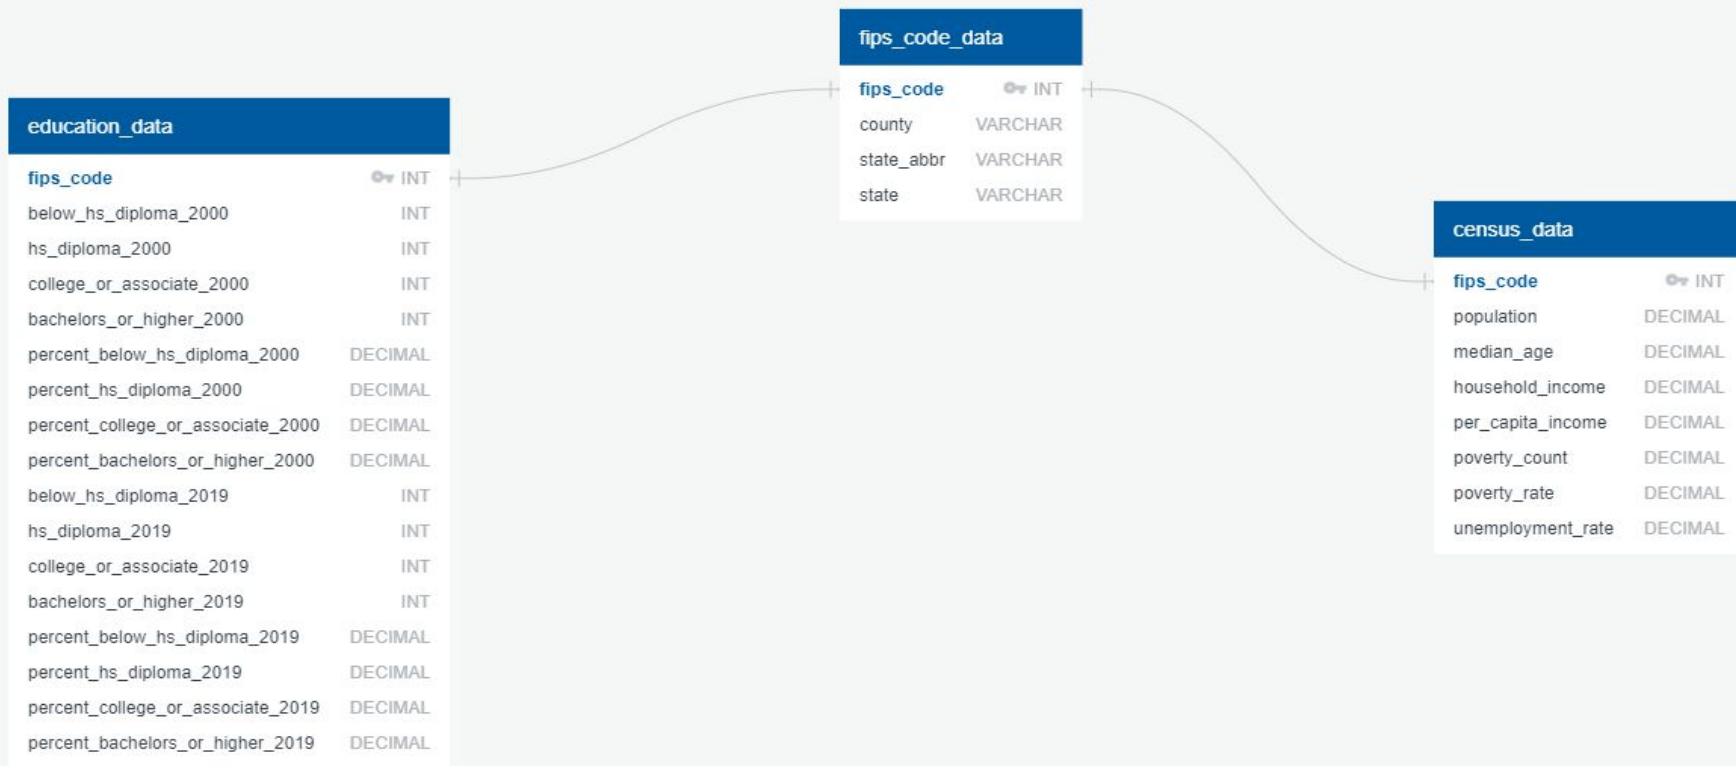 fips_code_data
fips_code INT
county VARCHAR
state_abbr VARCHAR
state VARCHAR
education_data
fips_code INT
below_hs_diploma_2000 INT
hs_diploma_2000 INT
college_or_associate_2000 INT
bachelors_or_higher_2000 INT
percent_below_hs_diploma_2000 DECIMAL
percent_hs_diploma_2000 DECIMAL
percent_college_or_associate_2000 DECIMAL
percent_bachelors_or_higher_2000 DECIMAL
below_hs_diploma_2019 INT
hs_diploma_2019 INT
college_or_associate_2019 INT
bachelors_or_higher_2019 INT
percent_below_hs_diploma_2019 DECIMAL
percent_hs_diploma_2019 DECIMAL
percent_college_or_associate_2019 DECIMAL
percent_bachelors_or_higher_2019 DECIMAL
census_data
fips_code INT
population DECIMAL
median_age DECIMAL
household_income DECIMAL
per_capita_income DECIMAL
poverty_count DECIMAL
poverty_rate DECIMAL
unemployment_rate DECIMAL